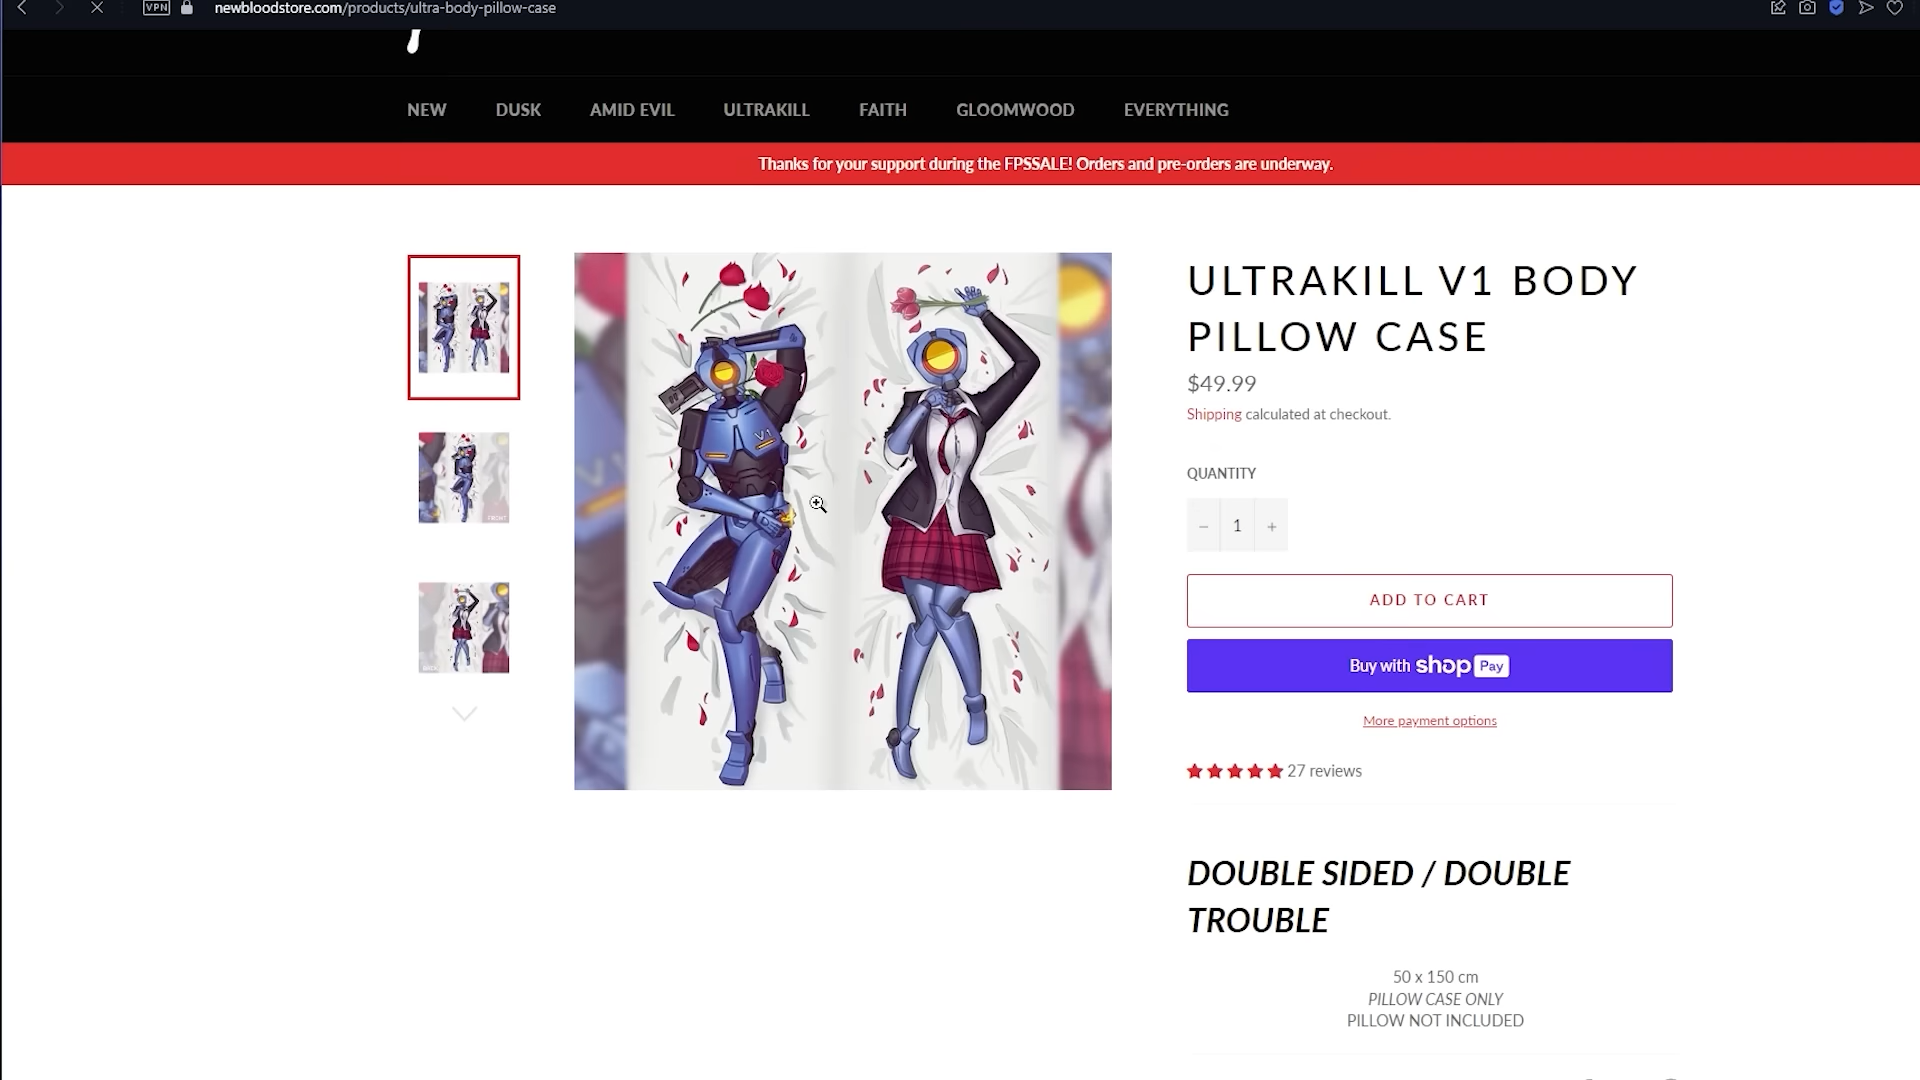 VPN
newbloodstore.com/products/ultra-body-pillow-case
NEW
DUSK
AMID EVIL
ULTRAKILL
FAITH
GLOOMWOOD
EVERYTHING
Thanks for your support during the FPSSALE! Orders and pre-orders are underway.
V1
ULTRAKILL V1 BODY
PILLOW CASE
$49.99
Shipping calculated at checkout.
QUANTITY
− 1 +
ADD TO CART
Buy with shop Pay
More payment options
27 reviews
FRONT
DOUBLE SIDED / DOUBLE
TROUBLE
50 x 150 cm
PILLOW CASE ONLY
PILLOW NOT INCLUDED